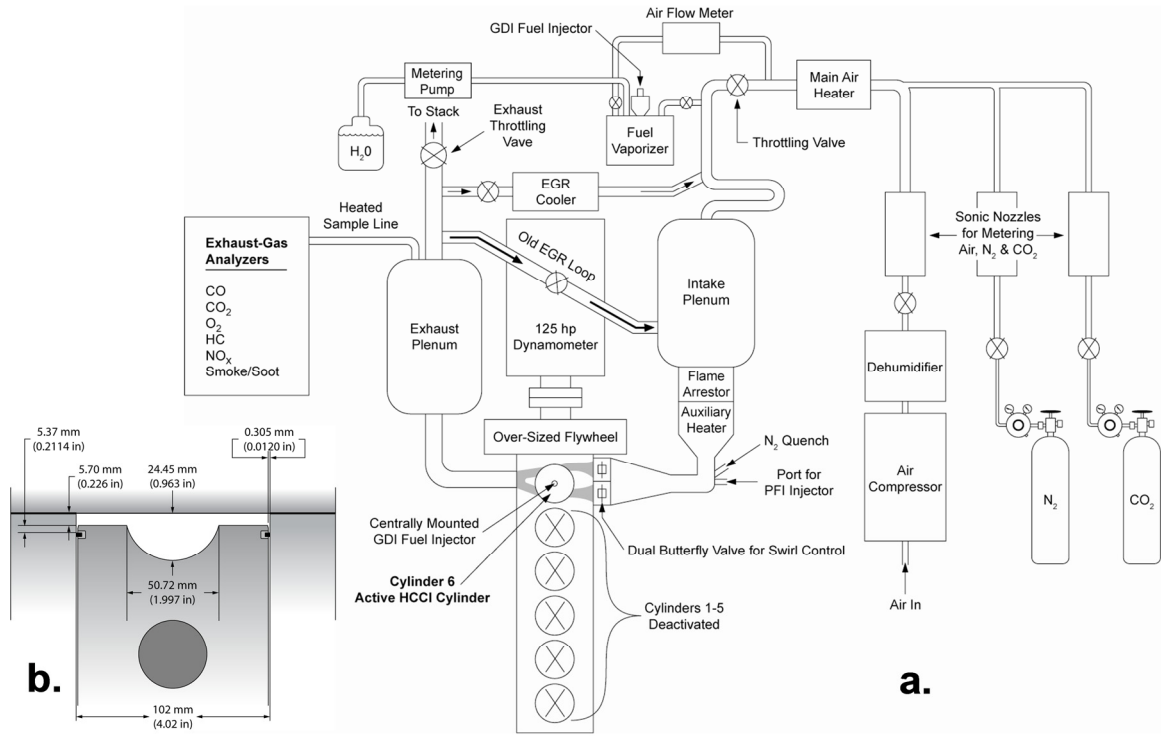 Air Flow Meter
GDI Fuel Injector
Metering
Pump
Main Air
Heater
To Stack
Exhaust
Throttling
Vave
H20
Fuel
Vaporizer
Throttling Valve
EGR
Cooler
Heated
Sample Line
Exhaust-Gas
Analyzers
CO
CO2
O2
HC
NOX
Smoke/Soot
Old EGR Loop
Sonic Nozzles
for Metering
Air, N2 & CO2
Intake
Plenum
Exhaust
Plenum
125 hp
Dynamometer
Dehumidifier
Flame
Arrestor
Auxiliary
Heater
Over-Sized Flywheel
N2 Quench
Port for
PFI Injector
Air
Compressor
N2
CO2
Centrally Mounted
GDI Fuel Injector
Dual Butterfly Valve for Swirl Control
Cylinder 6
Active HCCI Cylinder
Cylinders 1-5
Deactivated
Air In
a.
5.37 mm
(0.2114 in)
5.70 mm
(0.226 in)
24.45 mm
(0.963 in)
0.305 mm
(0.0120 in)
50.72 mm
(1.997 in)
102 mm
(4.02 in)
b.